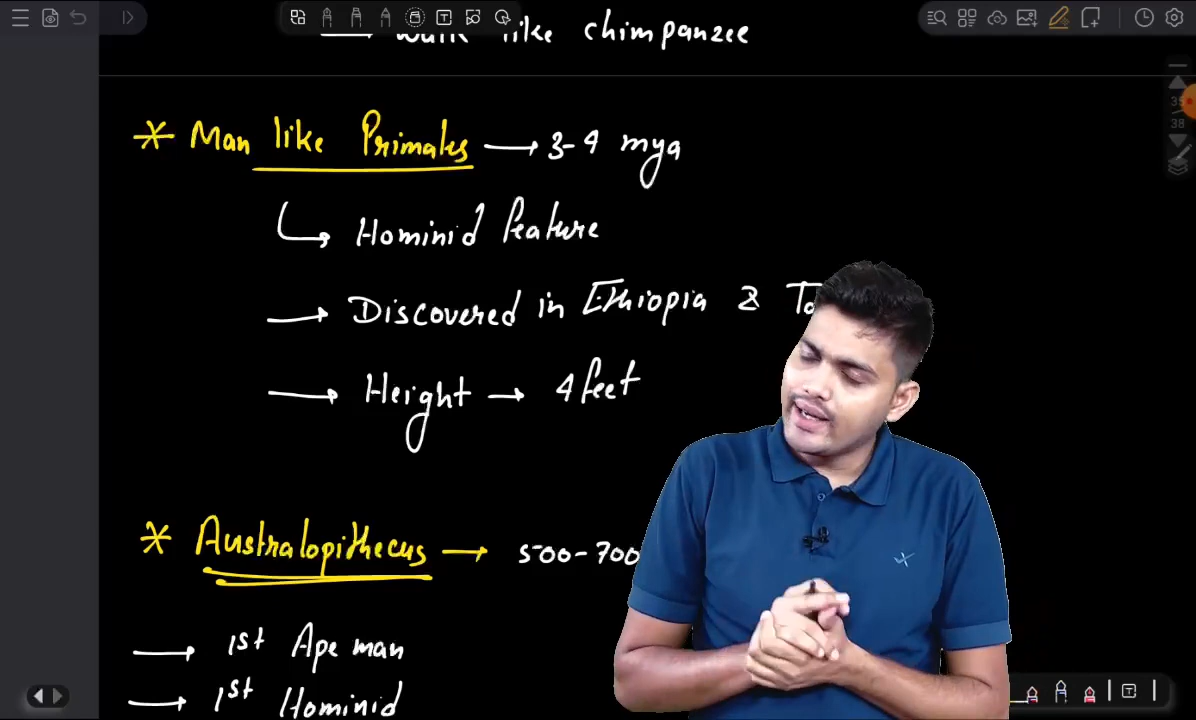 like chimpanzee
* Man like Primates → 3-4 mya
↳ Hominid feature
→ Discovered in Ethiopia &
→ Height → 4 feet
* Australopithecus → 500-700
→ 1st Ape man
→ 1st Hominid
38